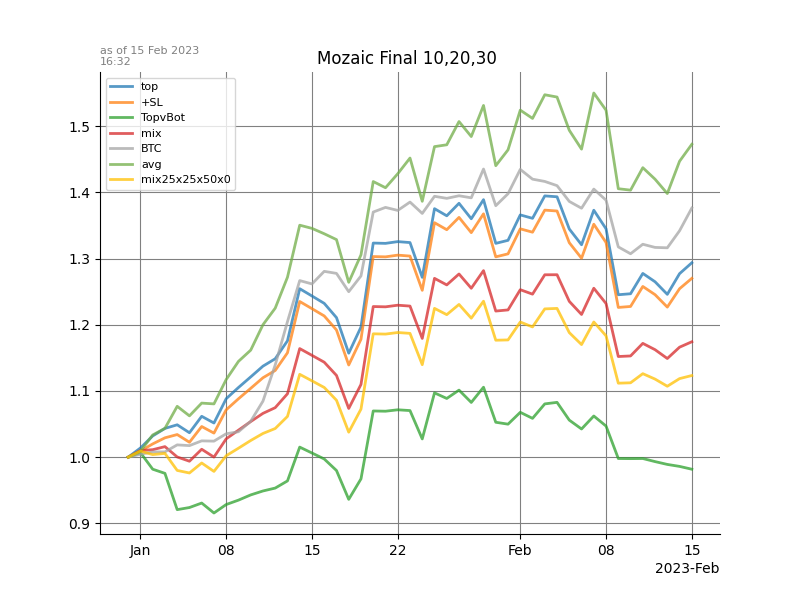 as of 15 Feb 2023
16:32
Mozaic Final 10,20,30
top
+SL
TopvBot
mix
BTC
avg
mix25x25x50x0
1.5
1.4
1.3
1.2
1.1
1.0
0.9
Jan 08 15 22 Feb 08 15
2023-Feb